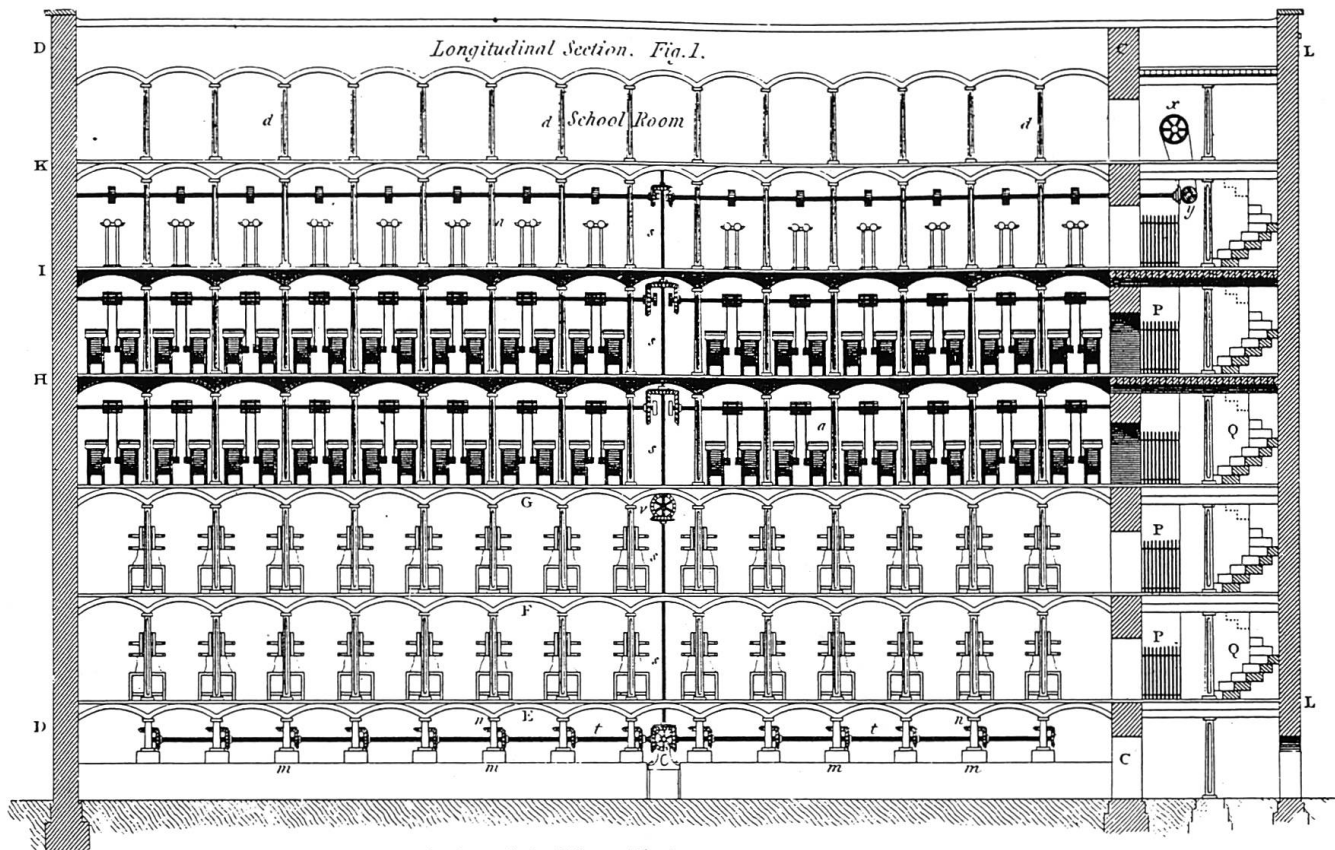 Longitudinal Section. Fig.1.
D C L
x
d d School Room d
K
a s y
I
s P
H
a s Q
G v
s P
F
s P Q
D n E t t n L
C C
m m m m